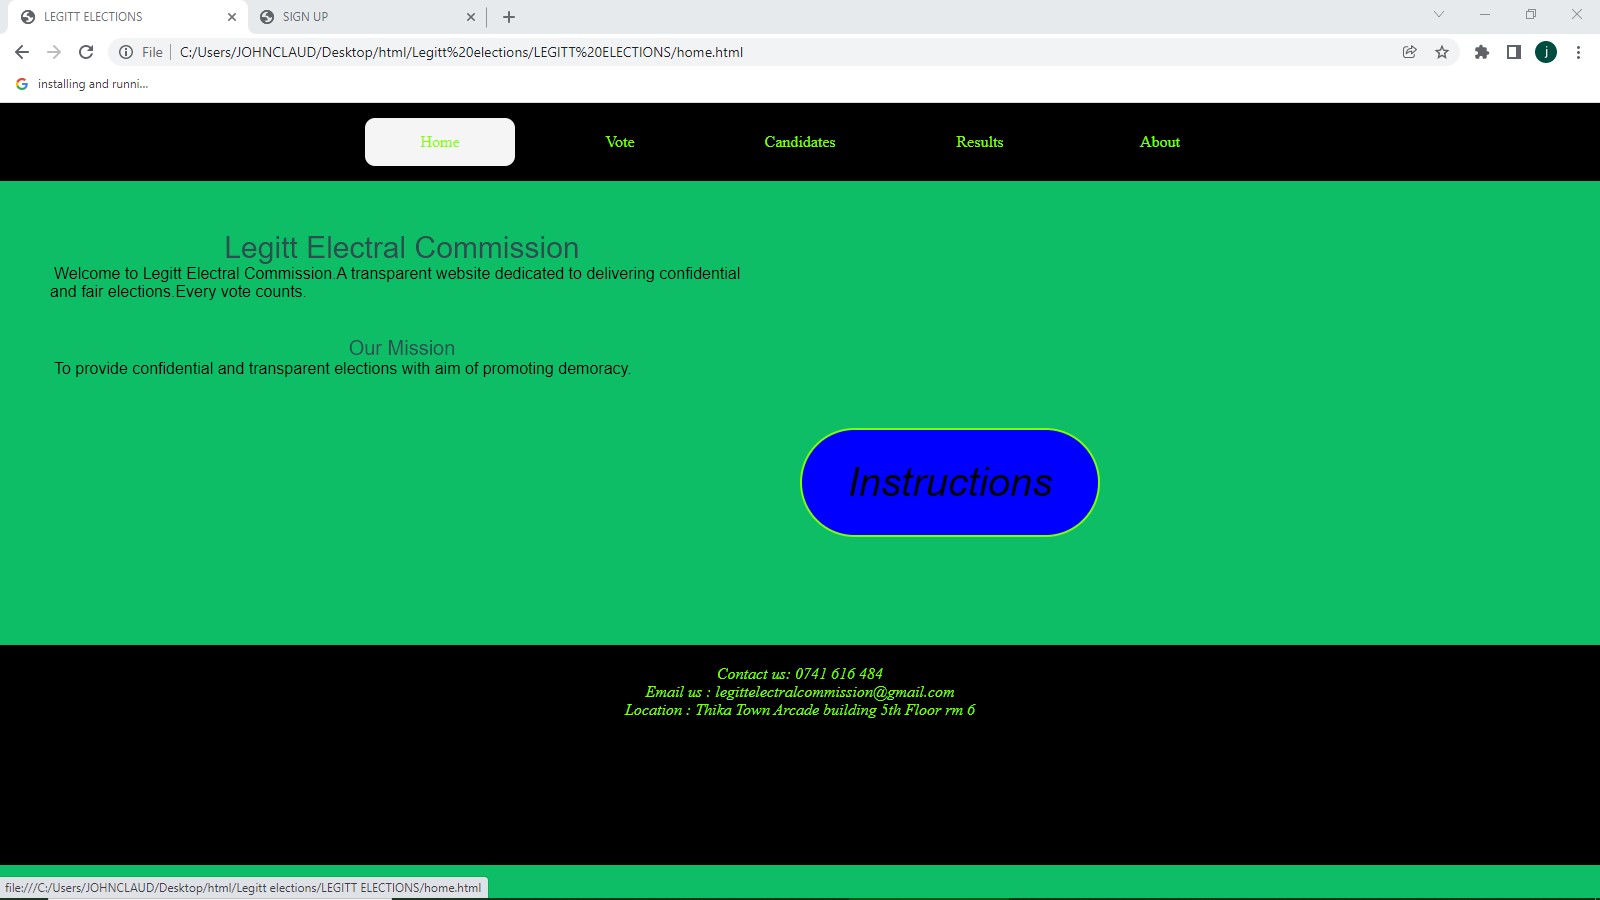 LEGITT ELECTIONS
SIGN UP
File
C:/Users/JOHNCLAUD/Desktop/html/Legitt%20elections/LEGITT%20ELECTIONS/home.html
j
installing and runni...
Home Vote Candidates Results About
Legitt Electral Commission
Welcome to Legitt Electral Commission.A transparent website dedicated to delivering confidential
and fair elections.Every vote counts.
Our Mission
To provide confidential and transparent elections with aim of promoting demoracy.
Instructions
Contact us: 0741 616 484
Email us : legittelectralcommission@gmail.com
Location : Thika Town Arcade building 5th Floor rm 6
file:///C:/Users/JOHNCLAUD/Desktop/html/Legitt elections/LEGITT ELECTIONS/home.html